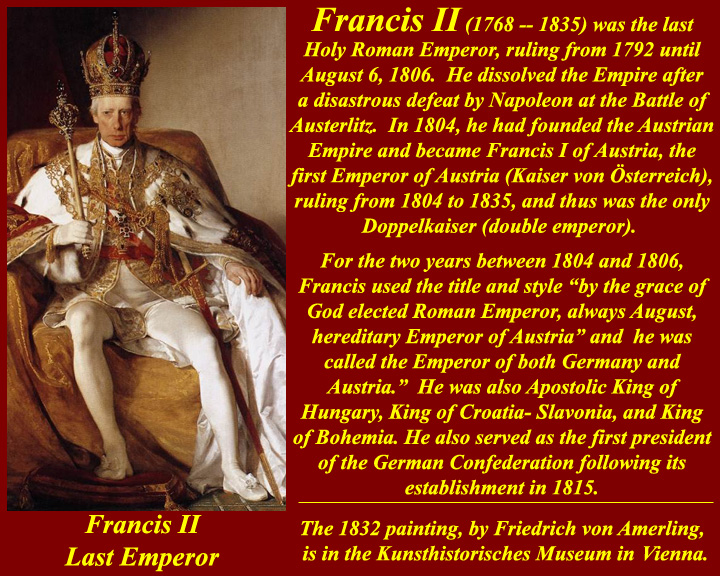 Francis II (1768 -- 1835) was the last
Holy Roman Emperor, ruling from 1792 until
August 6, 1806. He dissolved the Empire after
a disastrous defeat by Napoleon at the Battle of
Austerlitz. In 1804, he had founded the Austrian
Empire and became Francis I of Austria, the
first Emperor of Austria (Kaiser von Österreich),
ruling from 1804 to 1835, and thus was the only
Doppelkaiser (double emperor).
For the two years between 1804 and 1806,
Francis used the title and style “by the grace of
God elected Roman Emperor, always August,
hereditary Emperor of Austria” and he was
called the Emperor of both Germany and
Austria.” He was also Apostolic King of
Hungary, King of Croatia- Slavonia, and King
of Bohemia. He also served as the first president
of the German Confederation following its
establishment in 1815.
Francis II
Last Emperor
The 1832 painting, by Friedrich von Amerling,
is in the Kunsthistorisches Museum in Vienna.